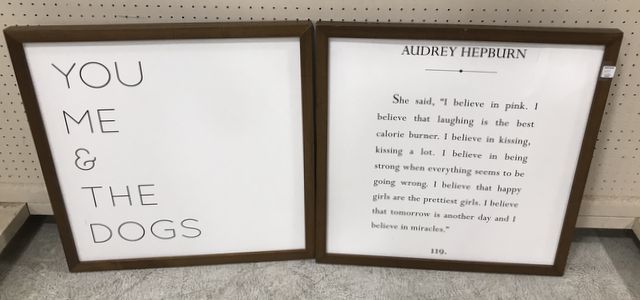 YOU
ME
&
THE
DOGS
AUDREY HEPBURN
She said, "I believe in pink. I
believe that laughing is the best
calorie burner. I believe in kissing,
kissing a lot. I believe in being
strong when everything seems to be
going wrong. I believe that happy
girls are the prettiest girls. I believe
that tomorrow is another day and I
believe in miracles."
119.